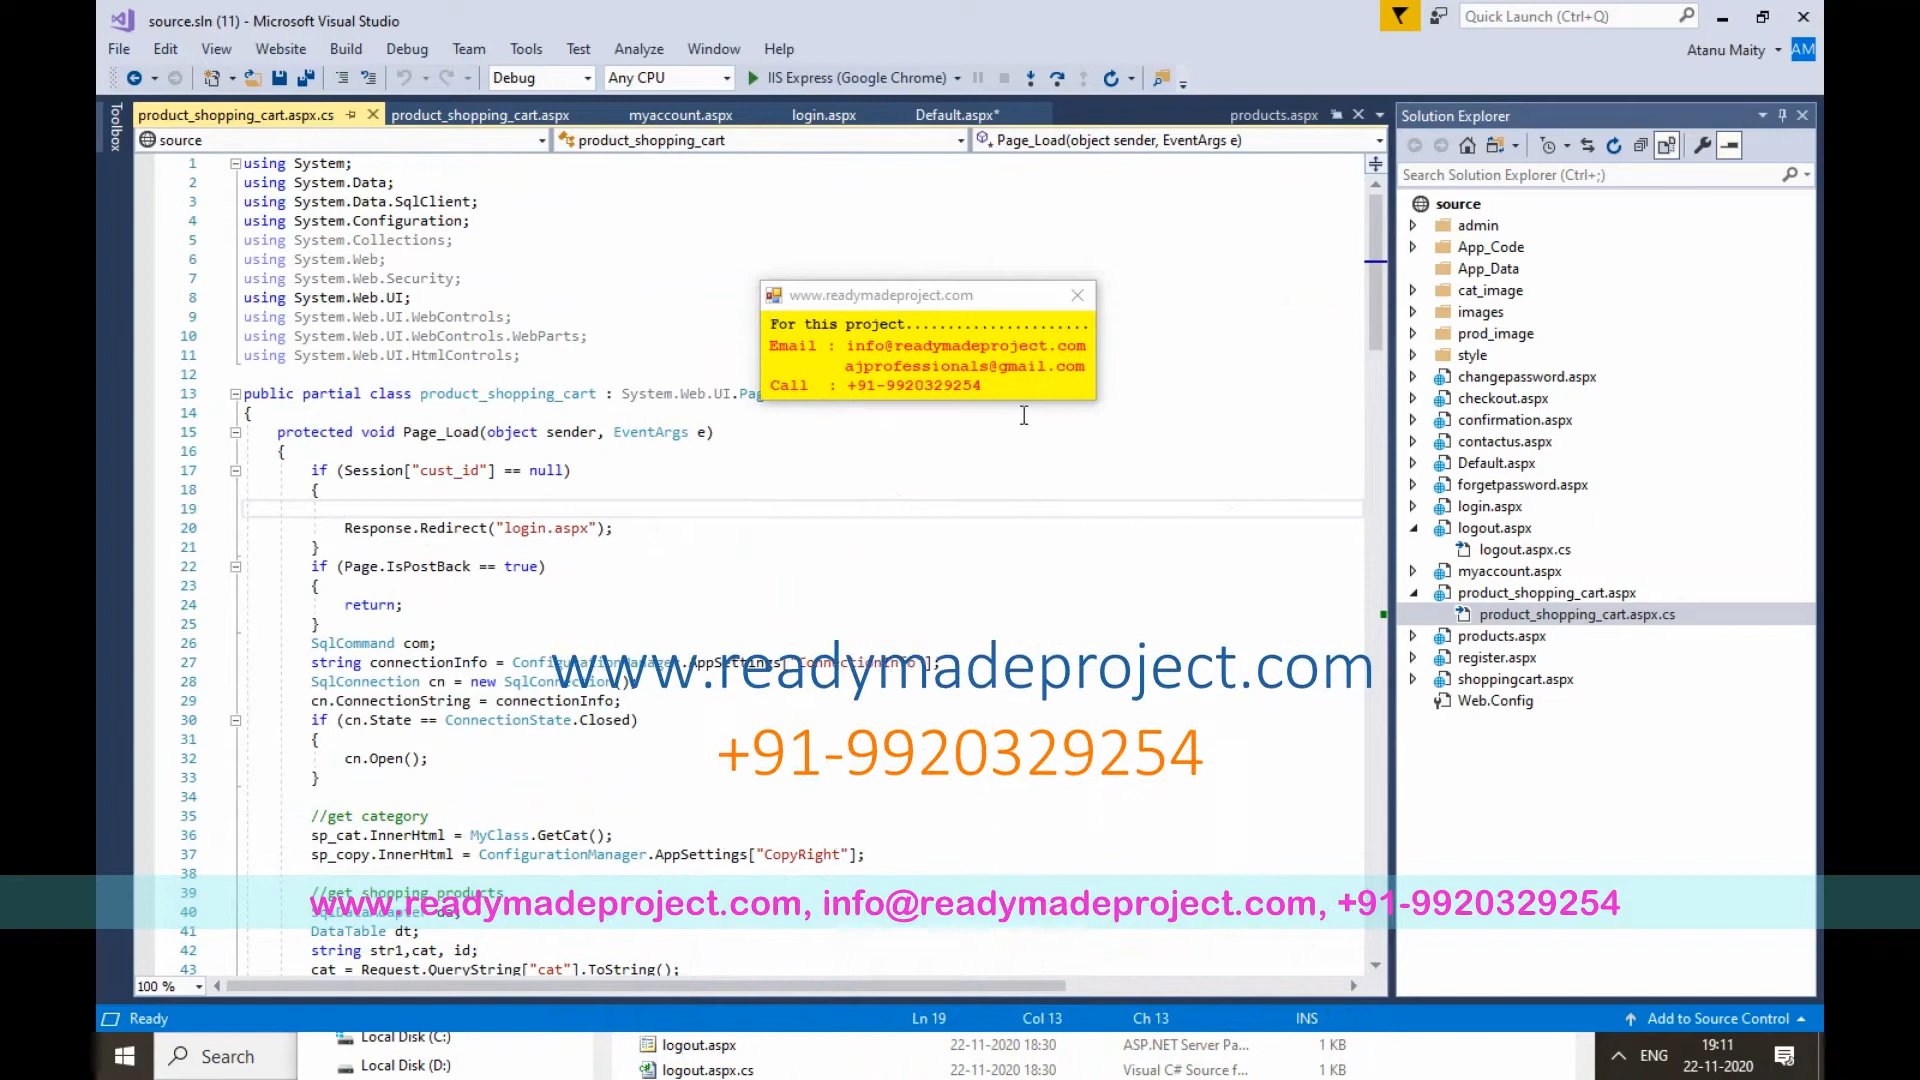 source.sln (11) - Microsoft Visual Studio
Quick Launch (Ctrl+Q)
File Edit View Website Build Debug Team Tools Test Analyze Window Help
Atanu Maity AM
Debug Any CPU IIS Express (Google Chrome)
Toolbox
product_shopping_cart.aspx.cs product_shopping_cart.aspx myaccount.aspx login.aspx Default.aspx* products.aspx
source product_shopping_cart Page_Load(object sender, EventArgs e)
1 using System;
2 using System.Data;
3 using System.Data.SqlClient;
4 using System.Configuration;
5 using System.Collections;
6 using System.Web;
7 using System.Web.Security;
8 using System.Web.UI;
9 using System.Web.UI.WebControls;
10 using System.Web.UI.WebControls.WebParts;
11 using System.Web.UI.HtmlControls;
12
13 public partial class product_shopping_cart : System.Web.UI.Pag
14 {
15 protected void Page_Load(object sender, EventArgs e)
16 {
17 if (Session["cust_id"] == null)
18 {
19
20 Response.Redirect("login.aspx");
21 }
22 if (Page.IsPostBack == true)
23 {
24 return;
25 }
26 SqlCommand com;
27 string connectionInfo = ConfigurationManager.AppSettings["ConnectionInfo"];
28 SqlConnection cn = new SqlConnection();
29 cn.ConnectionString = connectionInfo;
30 if (cn.State == ConnectionState.Closed)
31 {
32 cn.Open();
33 }
34
35 //get category
36 sp_cat.InnerHtml = MyClass.GetCat();
37 sp_copy.InnerHtml = ConfigurationManager.AppSettings["CopyRight"];
38
39 //get shopping products
40 SqlDataAdapter da;
41 DataTable dt;
42 string str1,cat, id;
43 cat = Request.QueryString["cat"].ToString();
100 %
www.readymadeproject.com
For this project......................
Email : info@readymadeproject.com
ajprofessionals@gmail.com
Call : +91-9920329254
www.readymadeproject.com
+91-9920329254
www.readymadeproject.com, info@readymadeproject.com, +91-9920329254
Solution Explorer
Search Solution Explorer (Ctrl+;)
source
admin
App_Code
App_Data
cat_image
images
prod_image
style
changepassword.aspx
checkout.aspx
confirmation.aspx
contactus.aspx
Default.aspx
forgetpassword.aspx
login.aspx
logout.aspx
logout.aspx.cs
myaccount.aspx
product_shopping_cart.aspx
product_shopping_cart.aspx.cs
products.aspx
register.aspx
shoppingcart.aspx
Web.Config
Ready Ln 19 Col 13 Ch 13 INS Add to Source Control
Search
Local Disk (C:)
Local Disk (D:)
logout.aspx 22-11-2020 18:30 ASP.NET Server Pa... 1 KB
logout.aspx.cs 22-11-2020 18:30 Visual C# Source f... 1 KB
ENG
19:11
22-11-2020